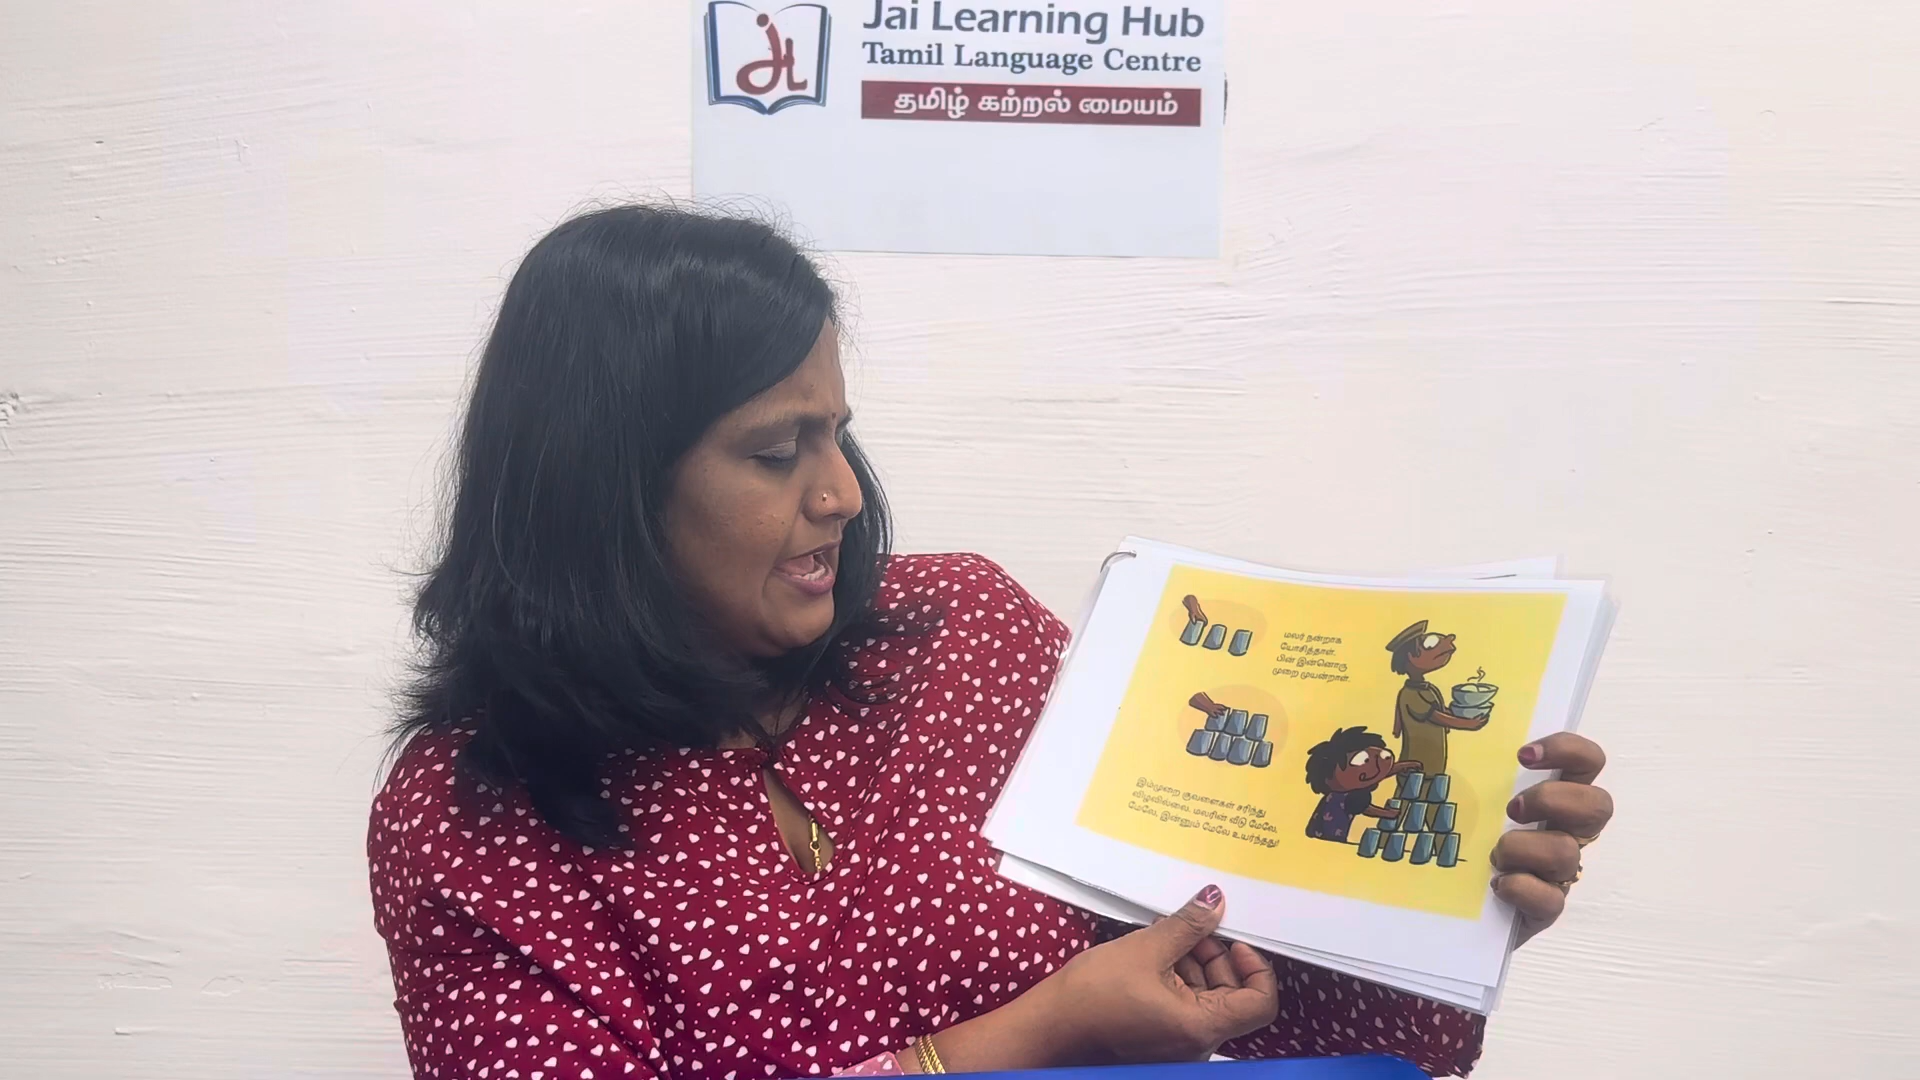 Jai Learning Hub
Tamil Language Centre
தமிழ் கற்றல் மையம்
மலர் நன்றாக
யோசித்தாள்.
பின் இன்னொரு
முறை முயன்றாள்.
இம்முறை குவளைகள் சரிந்து
விழவில்லை. மலரின் வீடு மேலே,
மேலே, இன்னும் மேலே உயர்ந்தது!